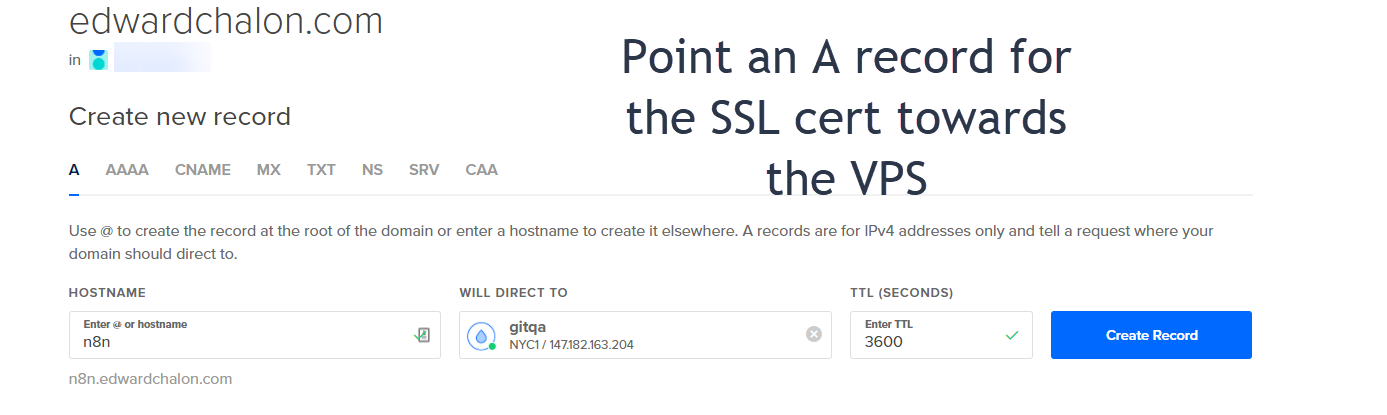 edwardchalon.com
in
Point an A record for
the SSL cert towards
the VPS
Create new record
A AAAA CNAME MX TXT NS SRV CAA
Use @ to create the record at the root of the domain or enter a hostname to create it elsewhere. A records are for IPv4 addresses only and tell a request where your
domain should direct to.
HOSTNAME WILL DIRECT TO TTL (SECONDS)
Enter @ or hostname gitqa Enter TTL
n8n NYC1 / 147.182.163.204 3600 Create Record
n8n.edwardchalon.com